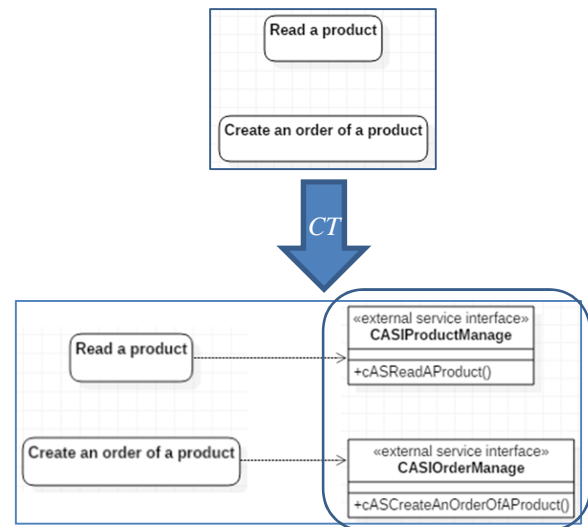 Read a product
Create an order of a product
CT
«external service interface»
CASIProductManage
Read a product
+cASReadAProduct()
«external service interface»
Create an order of a product
CASIOrderManage
+cASCreateAnOrderOfAProduct()